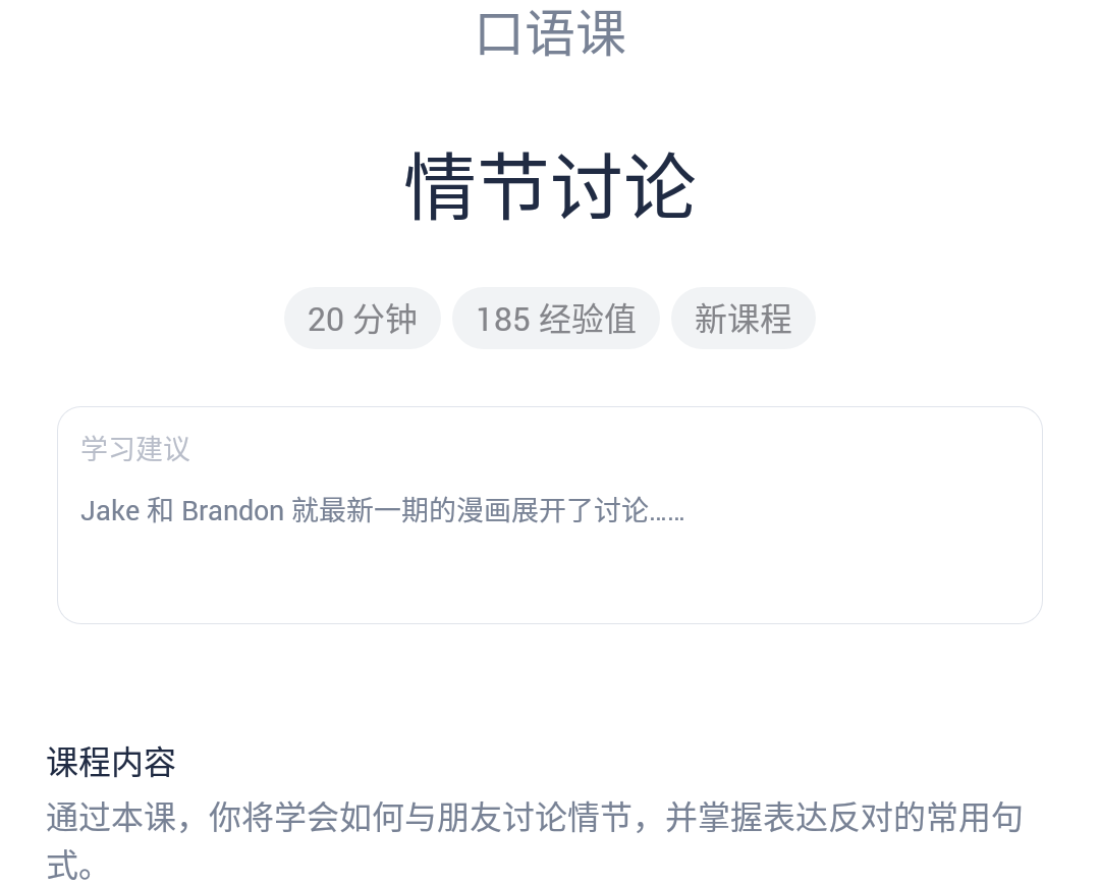 口语课
情节讨论
20 分钟
185 经验值
新课程
学习建议
Jake 和 Brandon 就最新一期的漫画展开了讨论……
课程内容
通过本课，你将学会如何与朋友讨论情节，并掌握表达反对的常用句
式。